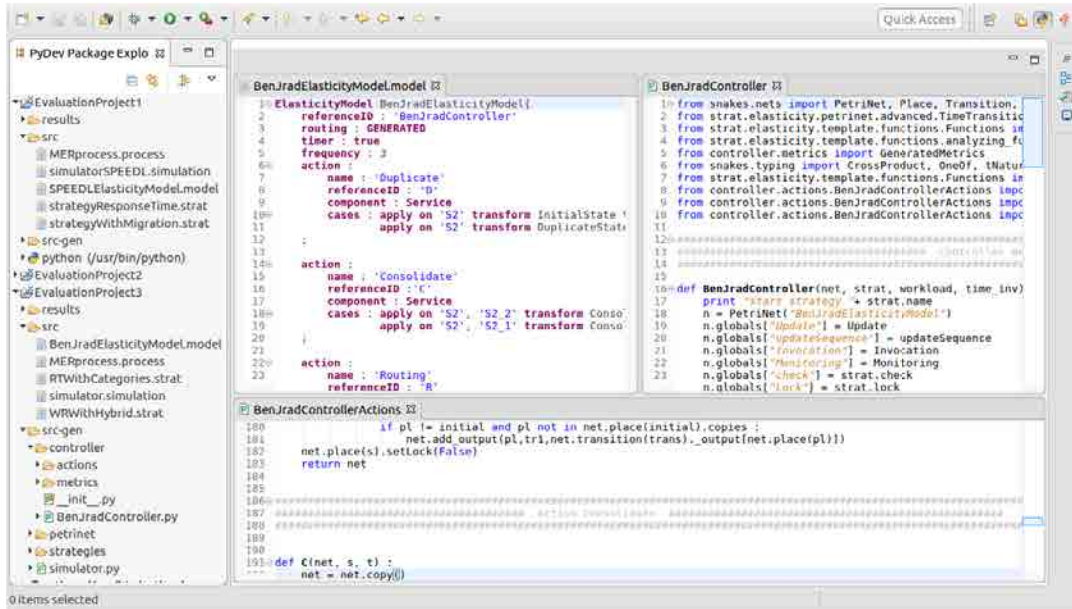 Quick Access
PyDev Package Explo
EvaluationProject1
results
src
MERprocess.process
simulatorSPEEDL.simulation
SPEEDLElasticityModel.model
strategyResponseTime.strat
strategyWithMigration.strat
src-gen
python (/usr/bin/python)
EvaluationProject2
EvaluationProject3
results
src
BenJradElasticityModel.model
MERprocess.process
RTWithCategories.strat
simulator.simulation
WRWithHybrid.strat
src-gen
controller
actions
metrics
__init__.py
BenJradController.py
petrinet
strategies
simulator.py
BenJradElasticityModel.model
1 ElasticityModel BenJradElasticityModel{
2 referenceID : 'BenJradController'
3 routing : GENERATED
4 timer : true
5 frequency : 3
6 action :
7 name : 'Duplicate'
8 referenceID : 'D'
9 component : Service
10 cases : apply on 'S2' transform InitialState
11 apply on 'S2' transform DuplicateState
12 ;
13
14 action :
15 name : 'Consolidate'
16 referenceID :'C'
17 component : Service
18 cases : apply on 'S2', 'S2_2' transform Conso
19 apply on 'S2', 'S2_1' transform Conso
20 ;
21
22 action :
23 name : 'Routing'
referenceID : 'R'
BenJradController
1 from snakes.nets import PetriNet, Place, Transition,
2 from strat.elasticity.petrinet.advanced.TimeTransitic
3 from strat.elasticity.template.functions.Functions im
4 from strat.elasticity.template.functions.analyzing_fu
5 from controller.metrics import GeneratedMetrics
6 from snakes.typing import CrossProduct, OneOf, tNatur
7 from strat.elasticity.template.functions.Functions im
8 from controller.actions.BenJradControllerActions impc
9 from controller.actions.BenJradControllerActions impc
10 from controller.actions.BenJradControllerActions impc
11
12
13
14
15
16 def BenJradController(net, strat, workload, time_inv)
17 print "start strategy "+ strat.name
18 n = PetriNet("BenJradElasticityModel")
19 n.globals["Update"] = Update
20 n.globals["updateSequence"] = updateSequence
21 n.globals["Invocation"] = Invocation
22 n.globals["Monitoring"] = Monitoring
23 n.globals["check"] = strat.check
n.globals["lock"] = strat.lock
BenJradControllerActions
180 if pl != initial and pl not in net.place(initial).copies :
181 net.add_output(pl,tr1,net.transition(trans)._output[net.place(pl)])
182 net.place(s).setLock(False)
183 return net
184
185
186
187 Action Consolidate
188
189
190
191 def C(net, s, t) :
net = net.copy()
0 items selected